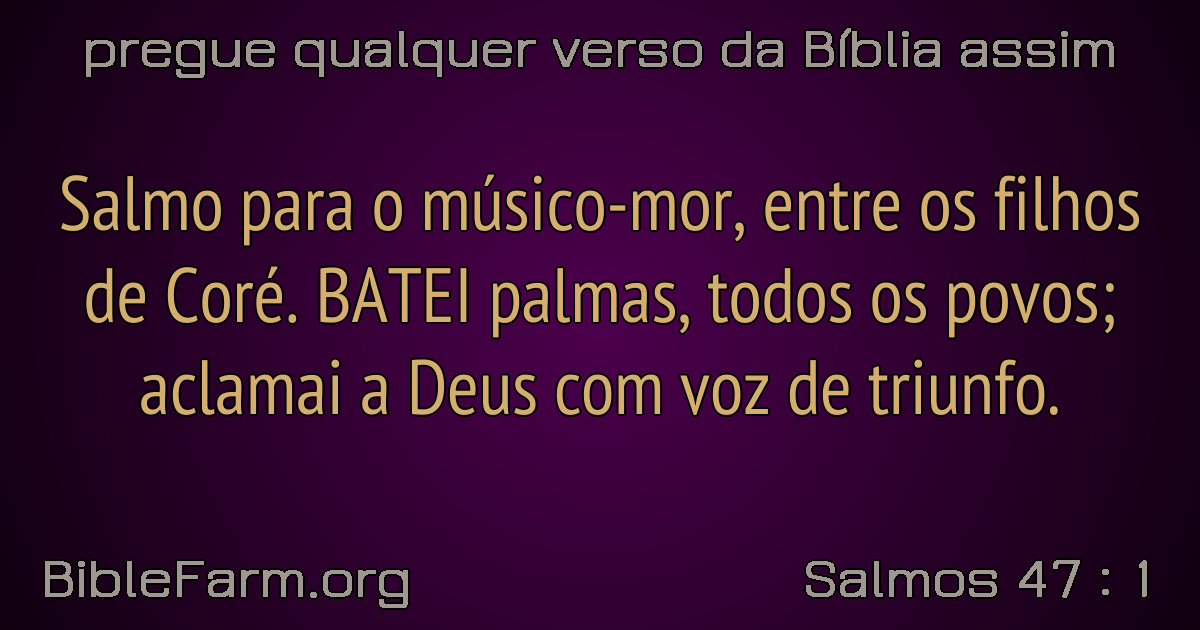 pregue qualquer verso da Bíblia assim
Salmo para o músico-mor, entre os filhos
de Coré. BATEI palmas, todos os povos;
aclamai a Deus com voz de triunfo.
BibleFarm.org
Salmos 47 : 1